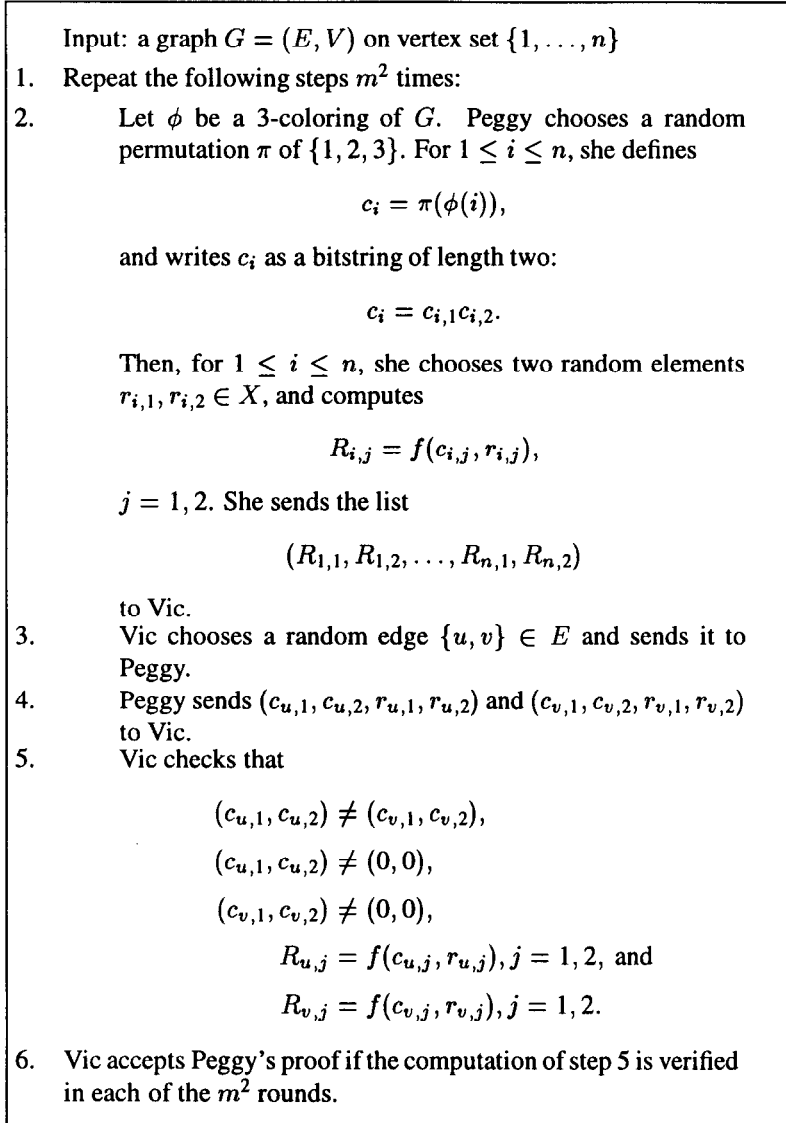 Input: a graph G = (E, V) on vertex set {1, . . . , n}
1. Repeat the following steps m² times:
2. Let ϕ be a 3-coloring of G. Peggy chooses a random
permutation π of {1, 2, 3}. For 1 ≤ i ≤ n, she defines
c_i = π(ϕ(i)),
and writes c_i as a bitstring of length two:
c_i = c_{i,1}c_{i,2}.
Then, for 1 ≤ i ≤ n, she chooses two random elements
r_{i,1}, r_{i,2} ∈ X, and computes
R_{i,j} = f(c_{i,j}, r_{i,j}),
j = 1, 2. She sends the list
(R_{1,1}, R_{1,2}, . . . , R_{n,1}, R_{n,2})
to Vic.
3. Vic chooses a random edge {u, v} ∈ E and sends it to
Peggy.
4. Peggy sends (c_{u,1}, c_{u,2}, r_{u,1}, r_{u,2}) and (c_{v,1}, c_{v,2}, r_{v,1}, r_{v,2})
to Vic.
5. Vic checks that
(c_{u,1}, c_{u,2}) ≠ (c_{v,1}, c_{v,2}),
(c_{u,1}, c_{u,2}) ≠ (0, 0),
(c_{v,1}, c_{v,2}) ≠ (0, 0),
R_{u,j} = f(c_{u,j}, r_{u,j}), j = 1, 2, and
R_{v,j} = f(c_{v,j}, r_{v,j}), j = 1, 2.
6. Vic accepts Peggy's proof if the computation of step 5 is verified
in each of the m² rounds.